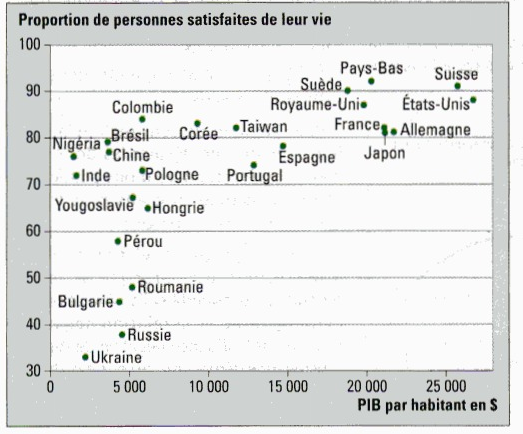 Proportion de personnes satisfaites de leur vie
100
90
80
70
60
50
40
30
Pays-Bas
Suède
Suisse
Royaume-Uni
États-Unis
Colombie
Corée
Taiwan
France
Allemagne
Japon
Nigéria
Brésil
Chine
Espagne
Inde
Pologne
Portugal
Yougoslavie
Hongrie
Pérou
Roumanie
Bulgarie
Russie
Ukraine
0 5 000 10 000 15 000 20 000 25 000
PIB par habitant en $